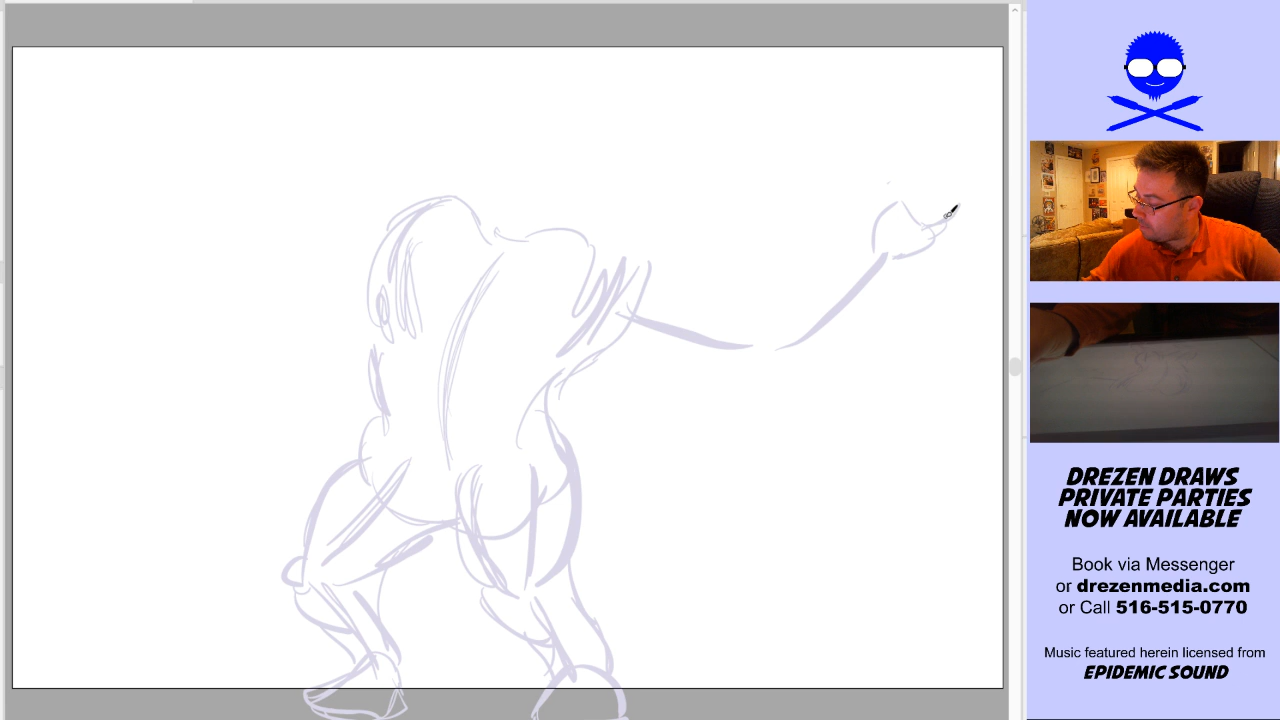 DREZEN DRAWS
PRIVATE PARTIES
NOW AVAILABLE
Book via Messenger
or drezenmedia.com
or Call 516-515-0770
Music featured herein licensed from
EPIDEMIC SOUND